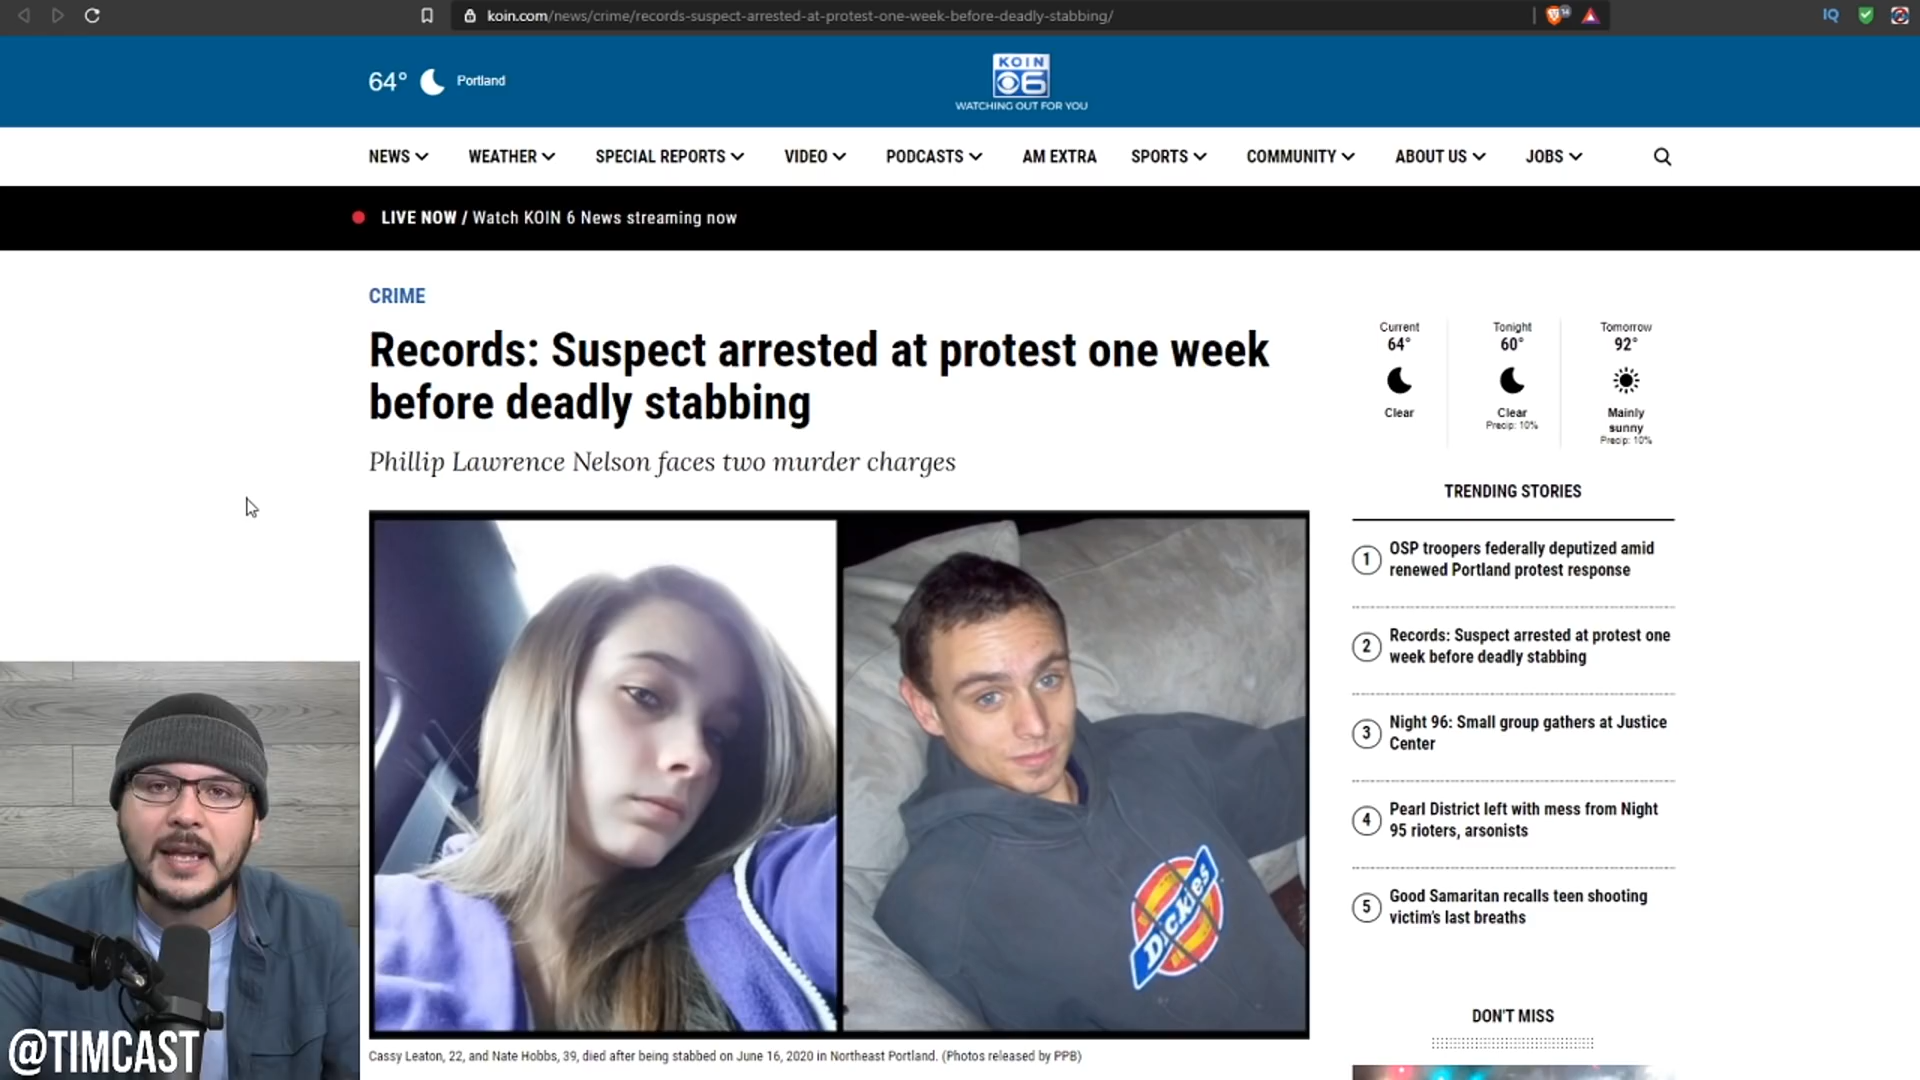 koin.com/news/crime/records-suspect-arrested-at-protest-one-week-before-deadly-stabbing/
14
IQ
64° Portland
KOIN
6
WATCHING OUT FOR YOU
NEWS WEATHER SPECIAL REPORTS VIDEO PODCASTS AM EXTRA SPORTS COMMUNITY ABOUT US JOBS
LIVE NOW / Watch KOIN 6 News streaming now
CRIME
Records: Suspect arrested at protest one week
before deadly stabbing
Phillip Lawrence Nelson faces two murder charges
Current Tonight Tomorrow
64° 60° 92°
Clear Clear Mainly
sunny
Precip: 10% Precip: 10%
TRENDING STORIES
1 OSP troopers federally deputized amid
renewed Portland protest response
2 Records: Suspect arrested at protest one
week before deadly stabbing
3 Night 96: Small group gathers at Justice
Center
4 Pearl District left with mess from Night
95 rioters, arsonists
5 Good Samaritan recalls teen shooting
victim's last breaths
DON'T MISS
Dickies
Cassy Leaton, 22, and Nate Hobbs, 39, died after being stabbed on June 16, 2020 in Northeast Portland. (Photos released by PPB)
@TIMCAST